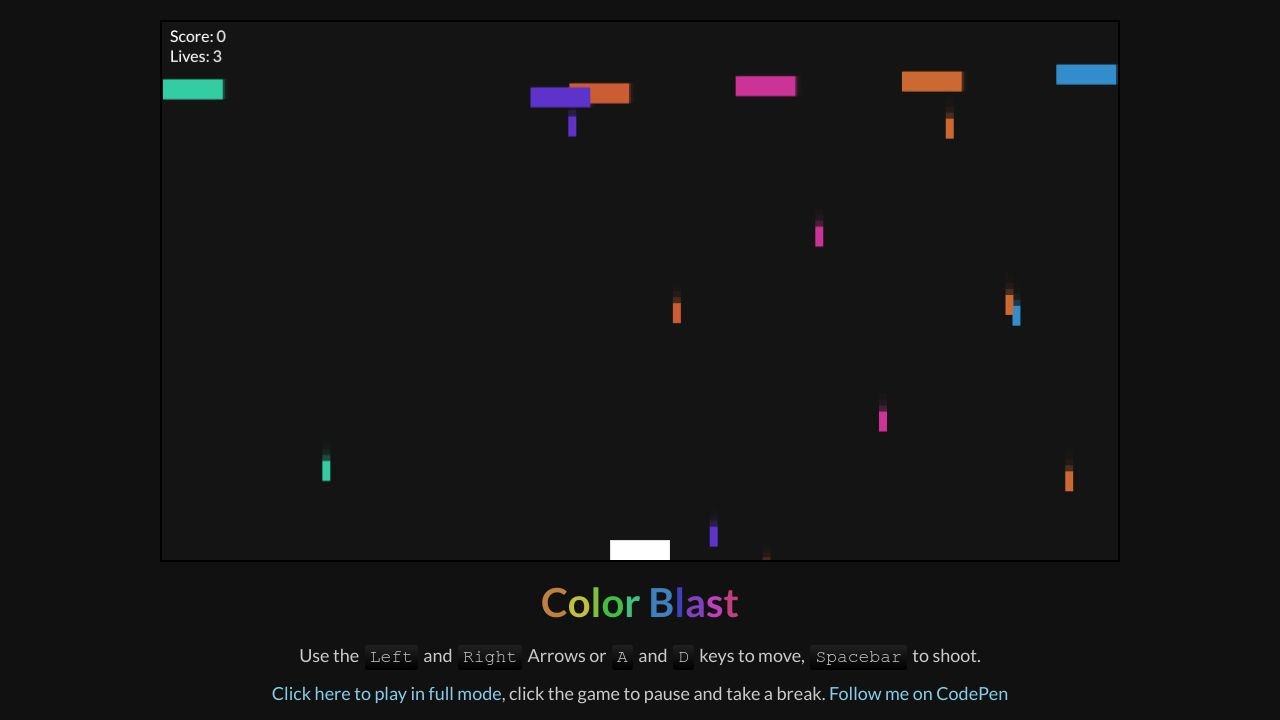 Score: 0
Lives: 3
Color Blast
Use the Left and Right Arrows or A and D keys to move, Spacebar to shoot.
Click here to play in full mode, click the game to pause and take a break. Follow me on CodePen